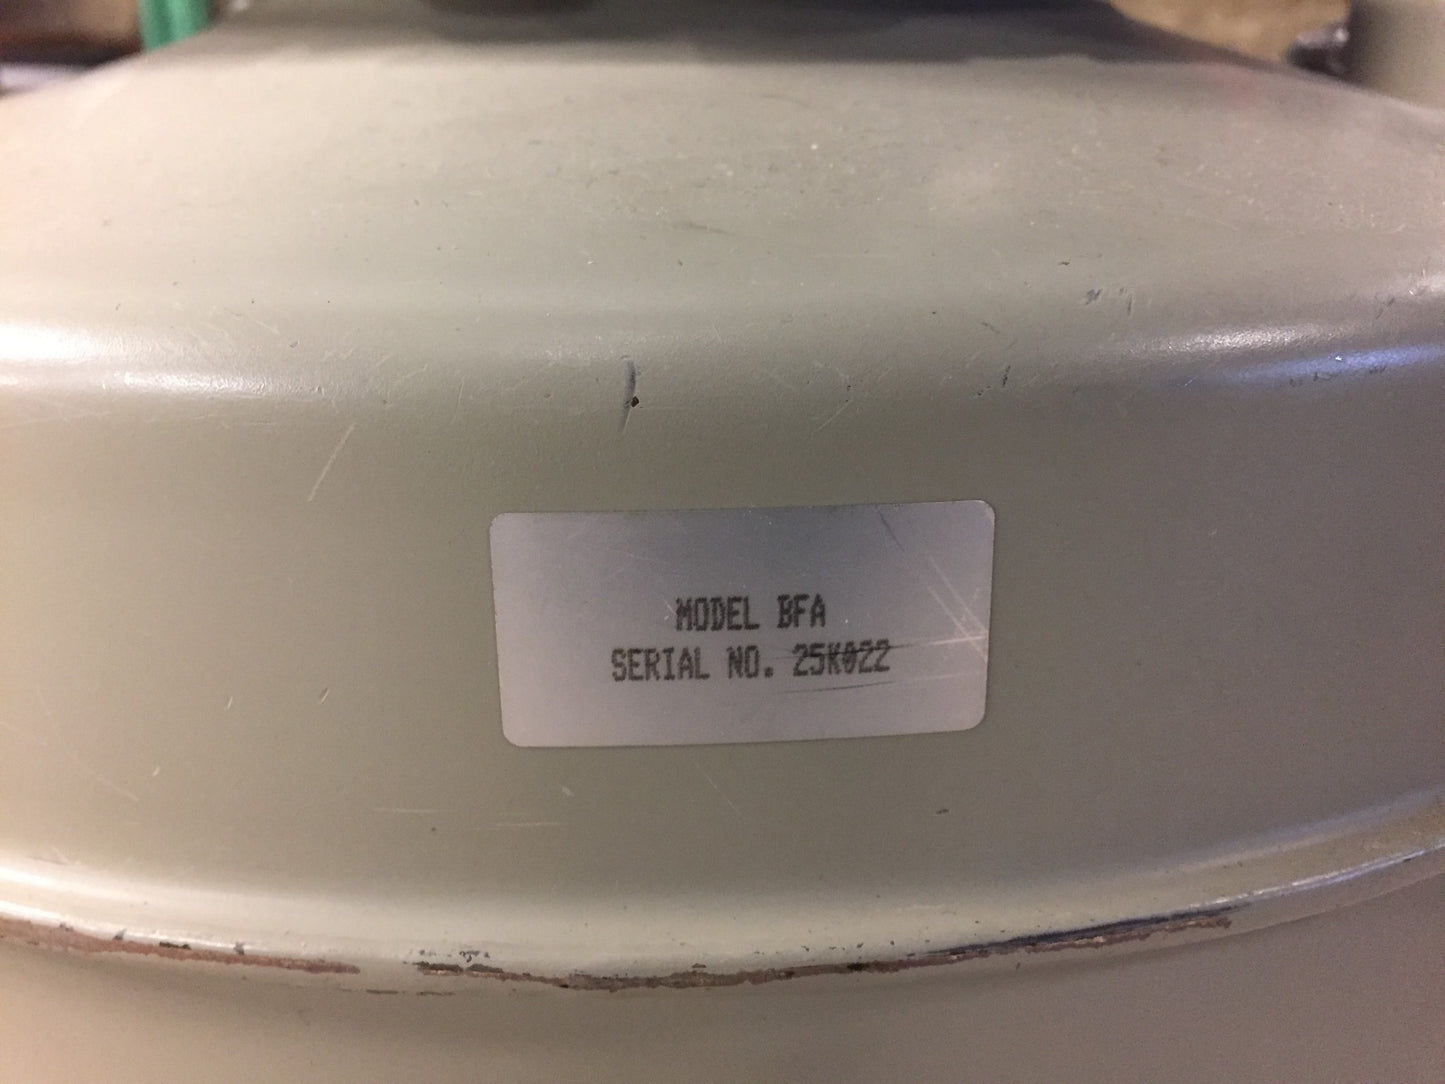 MODEL BFA
SERIAL NO. 25K022